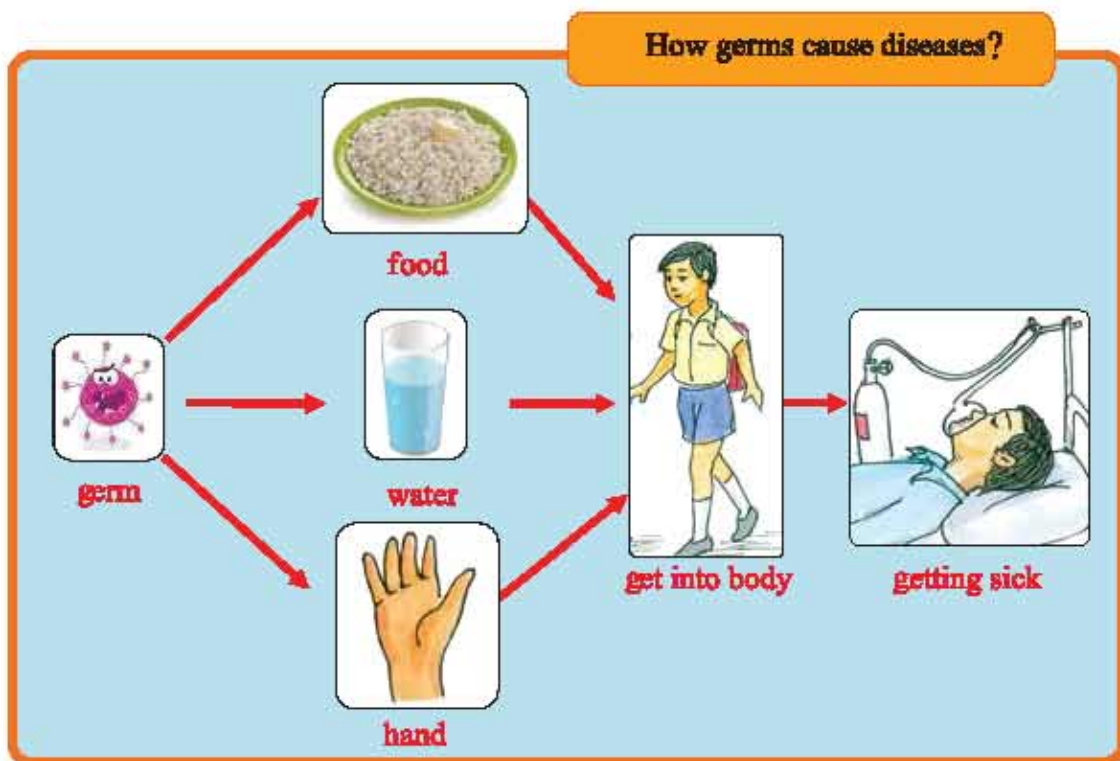 How germs cause diseases?
food
germ
water
hand
get into body
getting sick